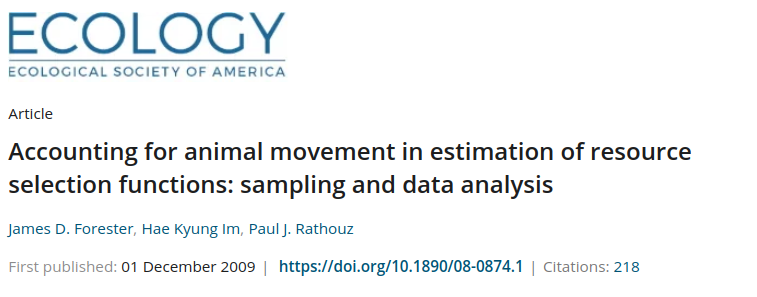 ECOLOGY
ECOLOGICAL SOCIETY OF AMERICA
Article
Accounting for animal movement in estimation of resource
selection functions: sampling and data analysis
James D. Forester, Hae Kyung Im, Paul J. Rathouz
First published: 01 December 2009 | https://doi.org/10.1890/08-0874.1 | Citations: 218